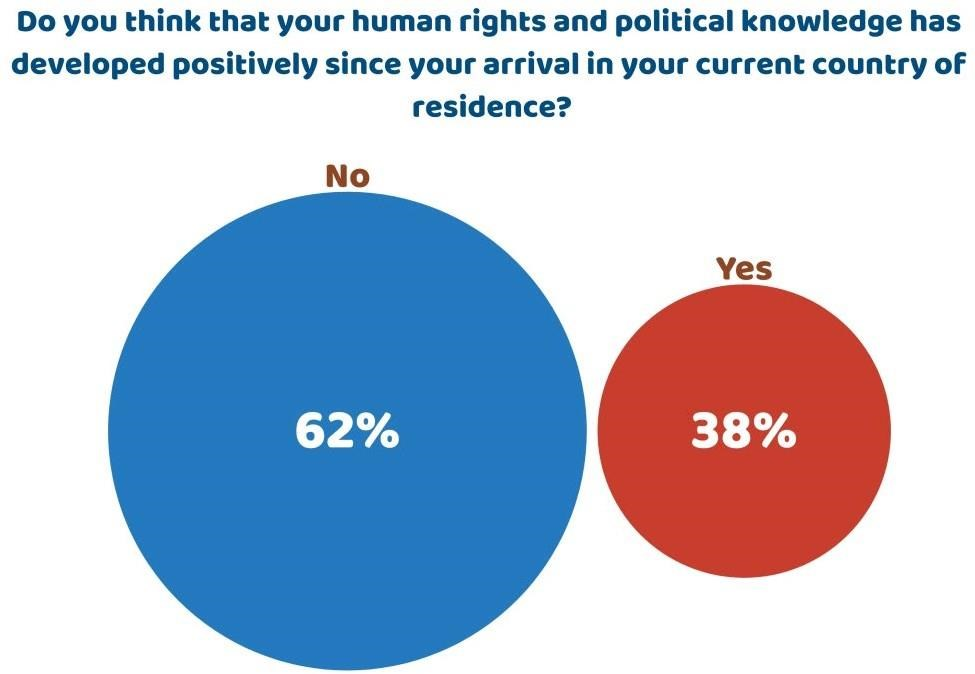 Do you think that your human rights and political knowledge has
developed positively since your arrival in your current country of
residence?
No
Yes
62%
38%